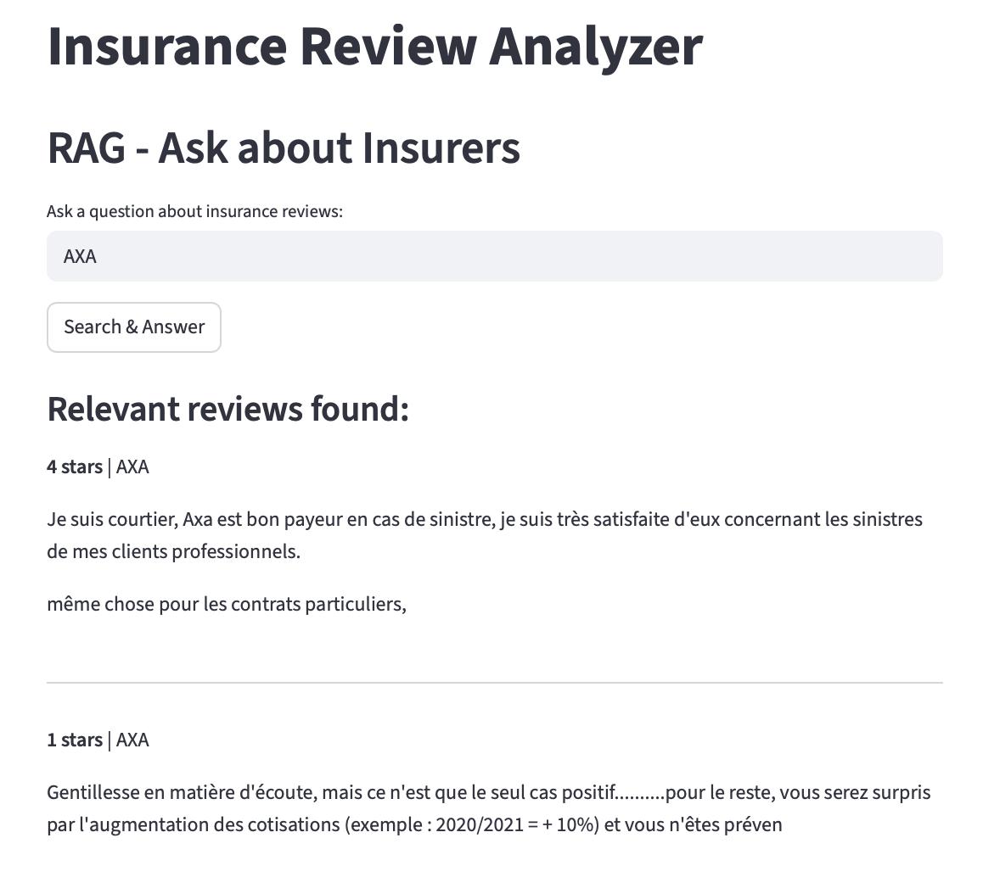 Insurance Review Analyzer
RAG - Ask about Insurers
Ask a question about insurance reviews:
AXA
Search & Answer
Relevant reviews found:
4 stars | AXA
Je suis courtier, Axa est bon payeur en cas de sinistre, je suis très satisfaite d'eux concernant les sinistres
de mes clients professionnels.
même chose pour les contrats particuliers,
1 stars | AXA
Gentillesse en matière d'écoute, mais ce n'est que le seul cas positif..........pour le reste, vous serez surpris
par l'augmentation des cotisations (exemple : 2020/2021 = + 10%) et vous n'êtes préven